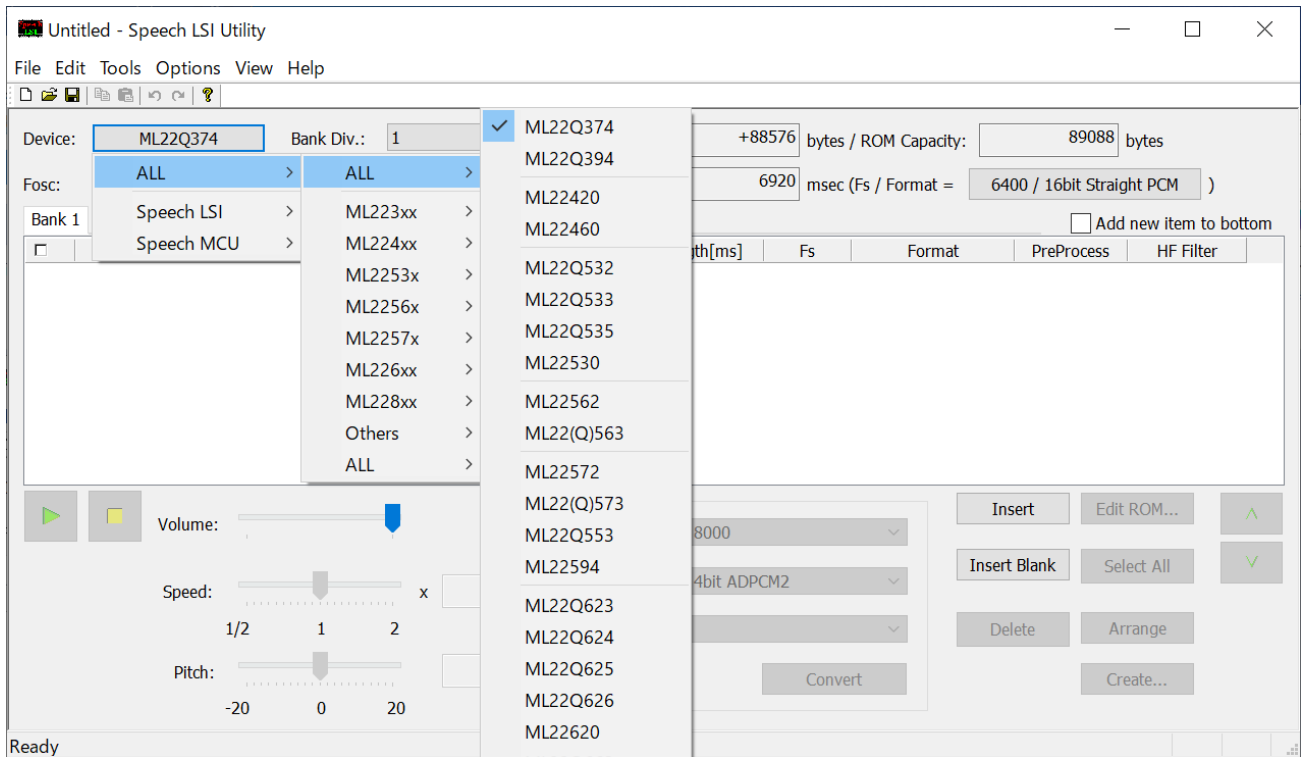 Untitled - Speech LSI Utility
File Edit Tools Options View Help
Device: ML22Q374 Bank Div.: 1 +88576 bytes / ROM Capacity: 89088 bytes
Fosc: 6920 msec (Fs / Format = 6400 / 16bit Straight PCM )
Bank 1 Add new item to bottom
Fs Format PreProcess HF Filter
ALL
Speech LSI
Speech MCU
ALL
ML223xx
ML224xx
ML2253x
ML2256x
ML2257x
ML226xx
ML228xx
Others
ALL
ML22Q374
ML22Q394
ML22420
ML22460
ML22Q532
ML22Q533
ML22Q535
ML22530
ML22562
ML22(Q)563
ML22572
ML22(Q)573
ML22Q553
ML22594
ML22Q623
ML22Q624
ML22Q625
ML22Q626
ML22620
Volume:
Speed: x
1/2 1 2
Pitch:
-20 0 20
8000
4bit ADPCM2
Convert
Insert Edit ROM...
Insert Blank Select All
Delete Arrange
Create...
Ready